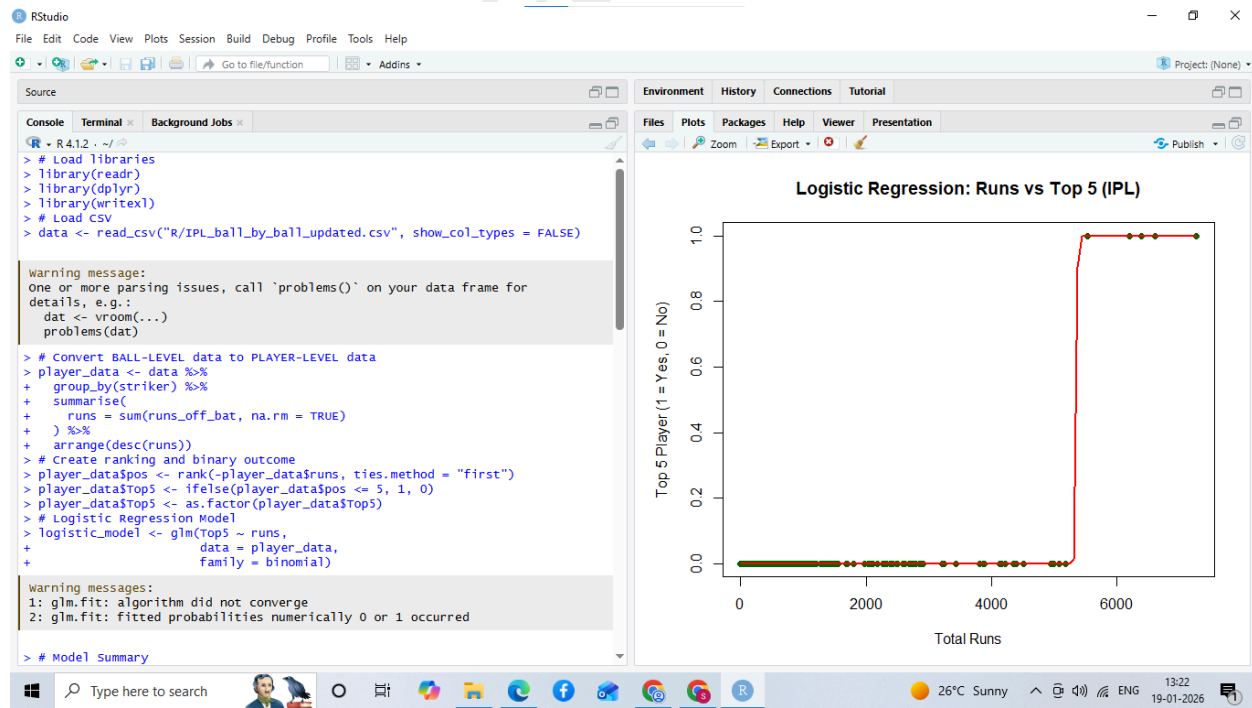 RStudio
File Edit Code View Plots Session Build Debug Profile Tools Help
Go to file/function
Addins
Project: (None)
Source
Console Terminal Background Jobs
R 4.1.2 · ~/
> # Load libraries
> library(readr)
> library(dplyr)
> library(writexl)
> # Load CSV
> data <- read_csv("R/IPL_ball_by_ball_updated.csv", show_col_types = FALSE)
Warning message:
One or more parsing issues, call `problems()` on your data frame for
details, e.g.:
  dat <- vroom(...)
  problems(dat)
> # Convert BALL-LEVEL data to PLAYER-LEVEL data
> player_data <- data %>%
+   group_by(striker) %>%
+   summarise(
+     runs = sum(runs_off_bat, na.rm = TRUE)
+   ) %>%
+   arrange(desc(runs))
> # Create ranking and binary outcome
> player_data$pos <- rank(-player_data$runs, ties.method = "first")
> player_data$Top5 <- ifelse(player_data$pos <= 5, 1, 0)
> player_data$Top5 <- as.factor(player_data$Top5)
> # Logistic Regression Model
> logistic_model <- glm(Top5 ~ runs,
+                       data = player_data,
+                       family = binomial)
Warning messages:
1: glm.fit: algorithm did not converge
2: glm.fit: fitted probabilities numerically 0 or 1 occurred
> # Model Summary
Environment History Connections Tutorial
Files Plots Packages Help Viewer Presentation
Zoom Export Publish
Logistic Regression: Runs vs Top 5 (IPL)
Top 5 Player (1 = Yes, 0 = No)
1.0
0.8
0.6
0.4
0.2
0.0
0 2000 4000 6000
Total Runs
Type here to search
26°C Sunny
ENG
13:22
19-01-2026
1